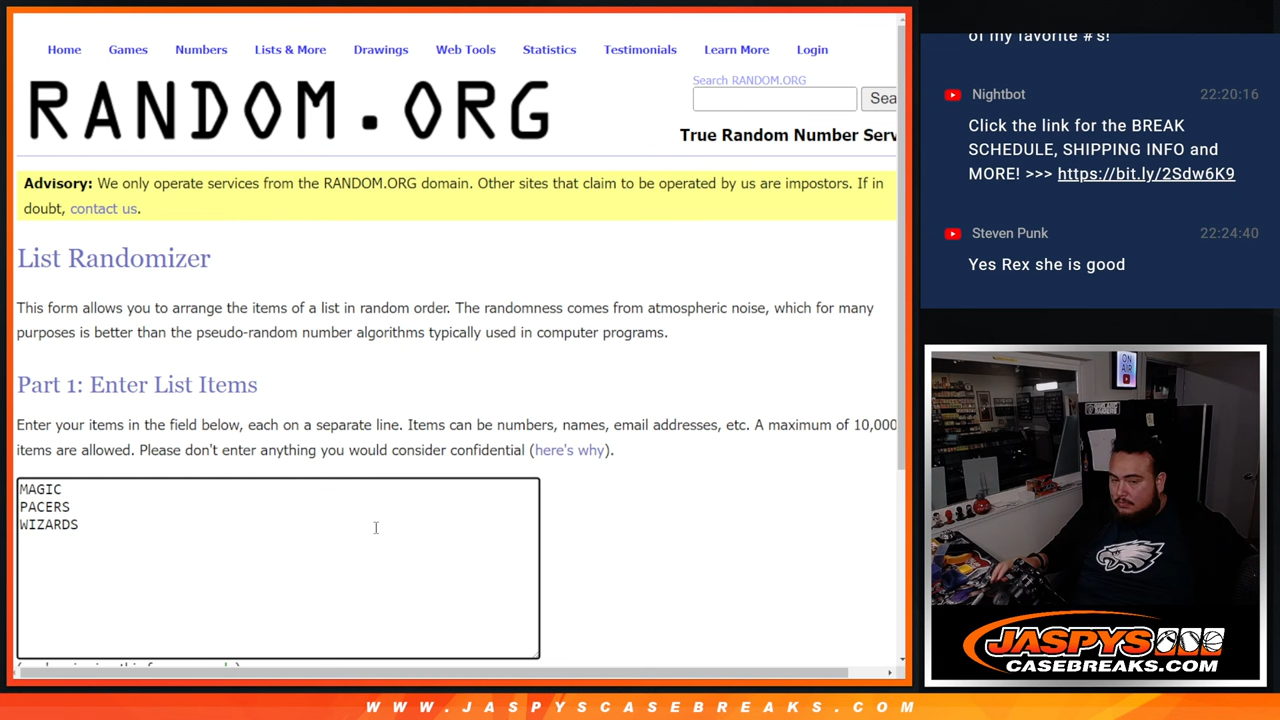 Home Games Numbers Lists & More Drawings Web Tools Statistics Testimonials Learn More Login
RANDOM.ORG
Search RANDOM.ORG
Sea
True Random Number Serv
Advisory: We only operate services from the RANDOM.ORG domain. Other sites that claim to be operated by us are impostors. If in
doubt, contact us.
List Randomizer
This form allows you to arrange the items of a list in random order. The randomness comes from atmospheric noise, which for many
purposes is better than the pseudo-random number algorithms typically used in computer programs.
Part 1: Enter List Items
Enter your items in the field below, each on a separate line. Items can be numbers, names, email addresses, etc. A maximum of 10,000
items are allowed. Please don't enter anything you would consider confidential (here's why).
MAGIC
PACERS
WIZARDS
of my favorite #'s!
Nightbot 22:20:16
Click the link for the BREAK
SCHEDULE, SHIPPING INFO and
MORE! >>> https://bit.ly/2Sdw6K9
Steven Punk 22:24:40
Yes Rex she is good
ON
AIR
JASPYS
CASEBREAKS.COM
WWW.JASPYSCASEBREAKS.COM